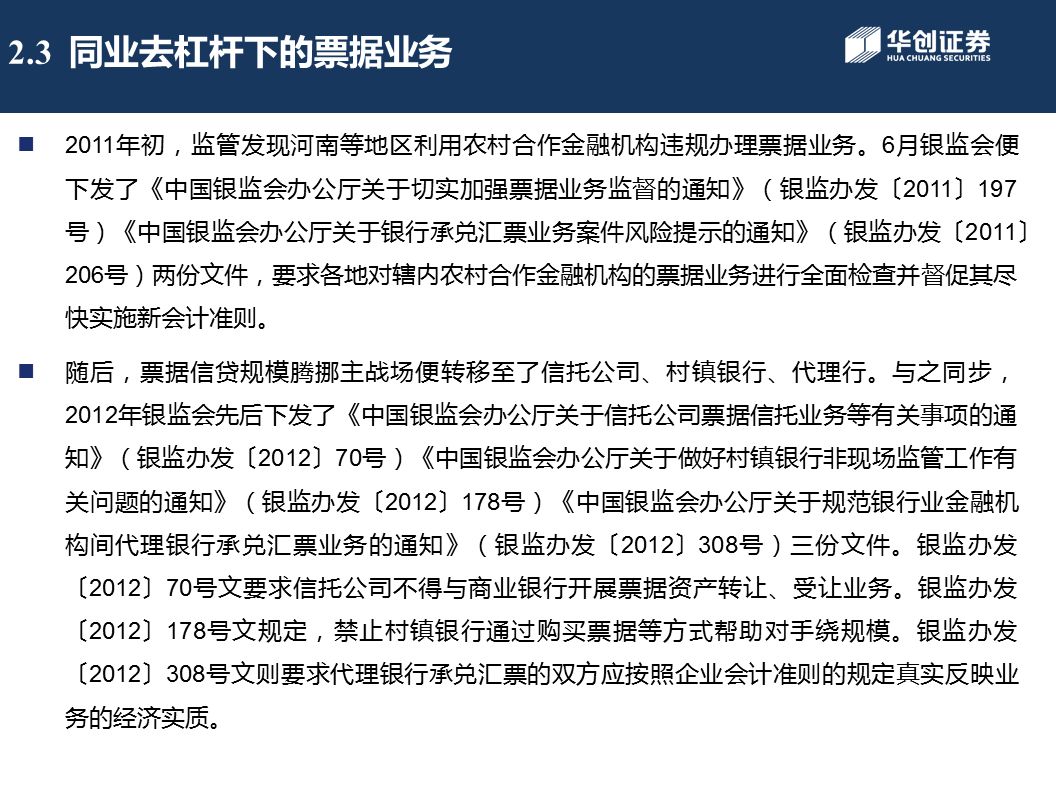 2.3 同业去杠杆下的票据业务
华创证券
HUA CHUANG SECURITIES
■ 2011年初，监管发现河南等地区利用农村合作金融机构违规办理票据业务。6月银监会便
下发了《中国银监会办公厅关于切实加强票据业务监督的通知》（银监办发〔2011〕197
号）《中国银监会办公厅关于银行承兑汇票业务案件风险提示的通知》（银监办发〔2011〕
206号）两份文件，要求各地对辖内农村合作金融机构的票据业务进行全面检查并督促其尽
快实施新会计准则。
■ 随后，票据信贷规模腾挪主战场便转移至了信托公司、村镇银行、代理行。与之同步，
2012年银监会先后下发了《中国银监会办公厅关于信托公司票据信托业务等有关事项的通
知》（银监办发〔2012〕70号）《中国银监会办公厅关于做好村镇银行非现场监管工作有
关问题的通知》（银监办发〔2012〕178号）《中国银监会办公厅关于规范银行业金融机
构间代理银行承兑汇票业务的通知》（银监办发〔2012〕308号）三份文件。银监办发
〔2012〕70号文要求信托公司不得与商业银行开展票据资产转让、受让业务。银监办发
〔2012〕178号文规定，禁止村镇银行通过购买票据等方式帮助对手绕规模。银监办发
〔2012〕308号文则要求代理银行承兑汇票的双方应按照企业会计准则的规定真实反映业
务的经济实质。